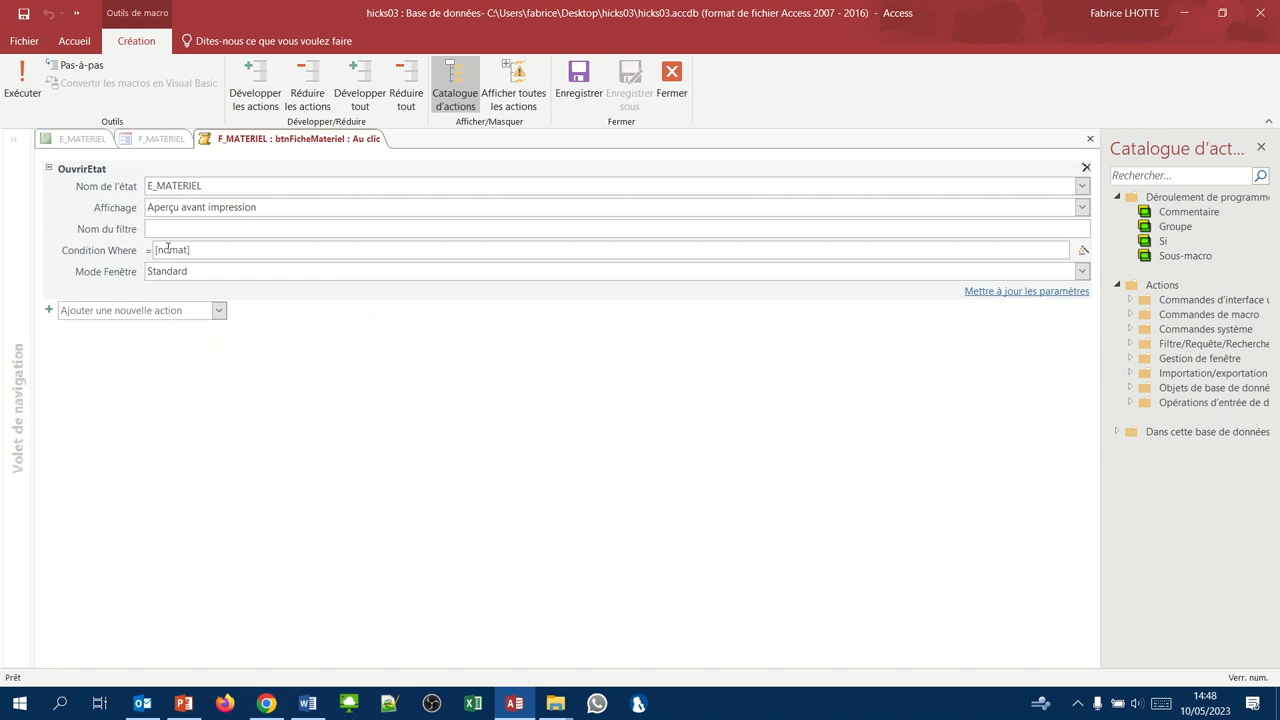 Outils de macro
hicks03 : Base de données- C:\Users\fabrice\Desktop\hicks03\hicks03.accdb (format de fichier Access 2007 - 2016) - Access
Fabrice LHOTTE
Fichier
Accueil
Création
Dites-nous ce que vous voulez faire
Exécuter
Pas-à-pas
Convertir les macros en Visual Basic
Développer les actions
Réduire les actions
Développer tout
Réduire tout
Catalogue d'actions
Afficher toutes les actions
Enregistrer
Enregistrer sous
Fermer
Outils
Développer/Réduire
Afficher/Masquer
Fermer
E_MATERIEL
F_MATERIEL
F_MATERIEL : btnFicheMateriel : Au clic
Volet de navigation
OuvrirEtat
Nom de l'état
E_MATERIEL
Affichage
Aperçu avant impression
Nom du filtre
Condition Where
= [nomat]
Mode Fenêtre
Standard
Mettre à jour les paramètres
Ajouter une nouvelle action
Catalogue d'act...
Rechercher...
Déroulement de programme
Commentaire
Groupe
Si
Sous-macro
Actions
Commandes d'interface u
Commandes de macro
Commandes système
Filtre/Requête/Recherche
Gestion de fenêtre
Importation/exportation
Objets de base de donné
Opérations d'entrée de d
Dans cette base de données
Prêt
Verr. num.
14:48
10/05/2023